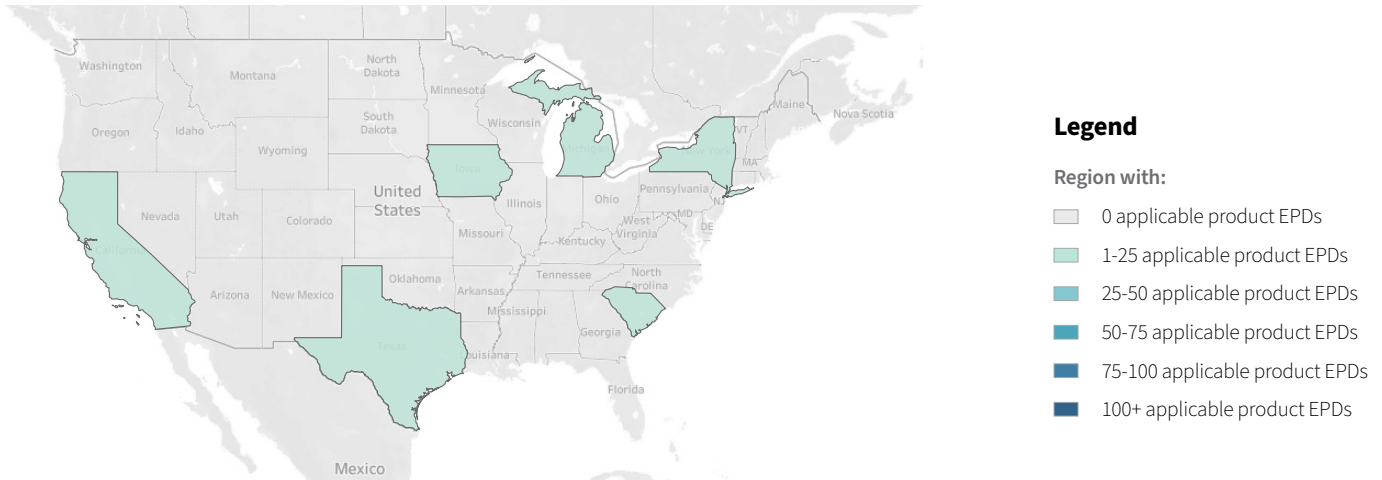 Washington
Montana
North
Dakota
Minnesota
Maine
Nova Scotia
Oregon
Idaho
South
Dakota
Wisconsin
Michigan
New York
VT
Wyoming
MA
Iowa
United
States
Nevada
Utah
Colorado
Illinois
Ohio
Pennsylvania
NJ
MD
DE
West
Virginia
Missouri
Kentucky
California
Arizona
New Mexico
Oklahoma
Arkansas
Tennessee
North
Carolina
Mississippi
Georgia
Texas
Louisiana
Florida
Mexico
Legend
Region with:
0 applicable product EPDs
1-25 applicable product EPDs
25-50 applicable product EPDs
50-75 applicable product EPDs
75-100 applicable product EPDs
100+ applicable product EPDs